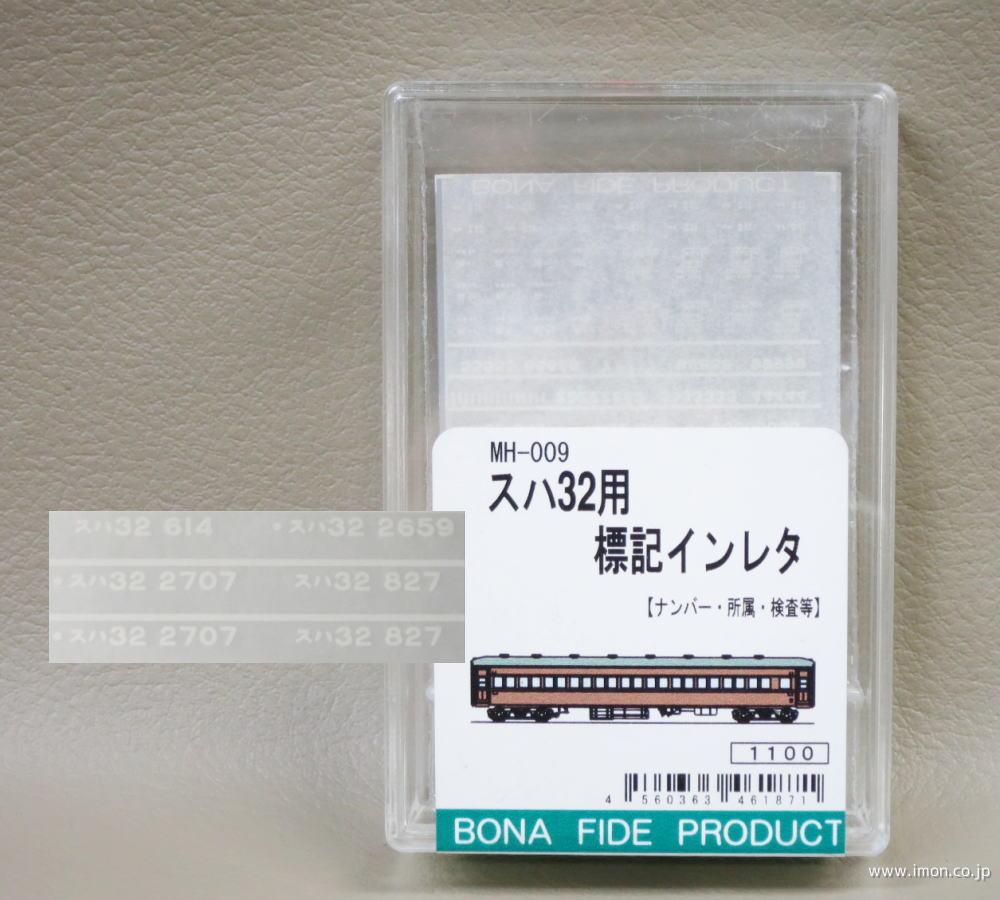 BONA FIDE PRODUCT
MH-009
スハ32用
標記インレタ
【ナンバー・所属・検査等】
スハ32 614 •スハ32 2659
•スハ32 2707 スハ32 827
•スハ32 2707 スハ32 827
1100
4 560363 461871
BONA FIDE PRODUCT
www.imon.co.jp